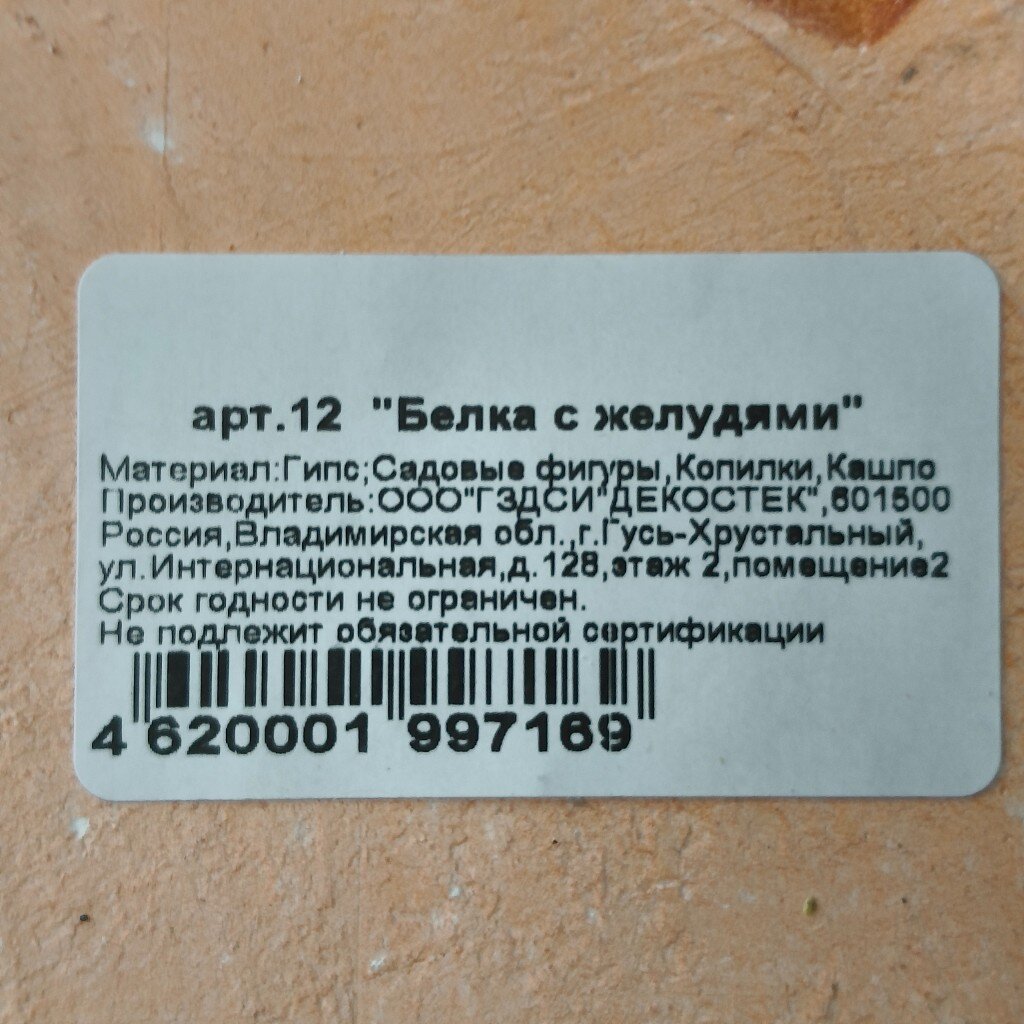 арт.12 "Белка с желудями"
Материал:Гипс;Садовые фигуры,Копилки,Кашпо
Производитель:ООО"ГЗДСИ"ДЕКОСТЕК",601500
Россия,Владимирская обл.,г.Гусь-Хрустальный,
ул.Интернациональная,д.128,этаж 2,помещение2
Срок годности не ограничен.
Не подлежит обязательной сертификации
4 620001 997169